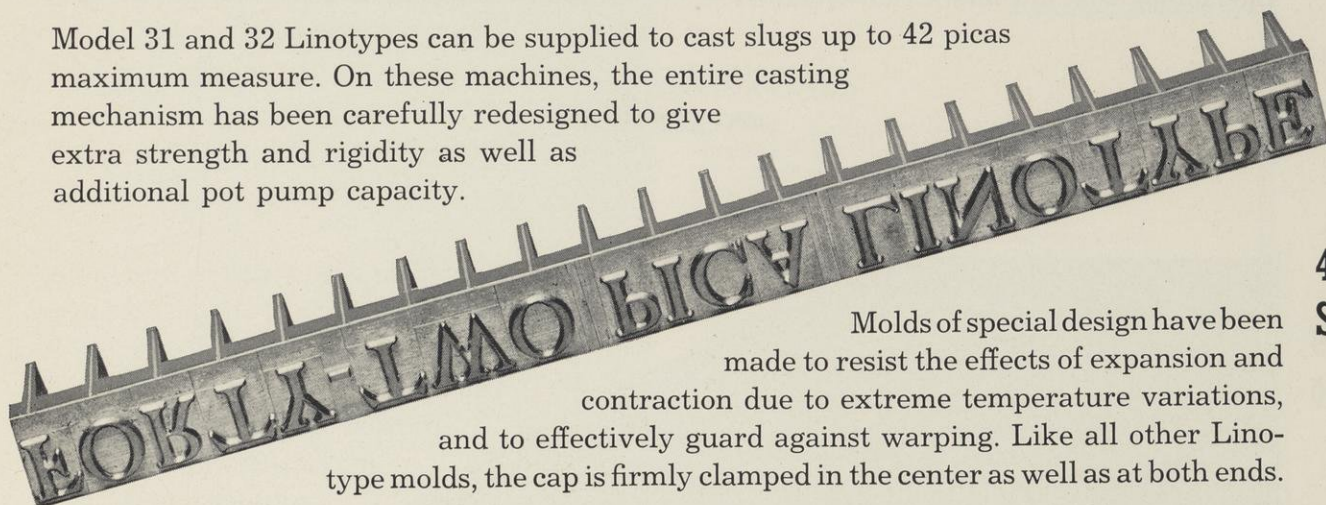 Model 31 and 32 Linotypes can be supplied to cast slugs up to 42 picas
maximum measure. On these machines, the entire casting
mechanism has been carefully redesigned to give
extra strength and rigidity as well as
additional pot pump capacity.
FORTY-TWO PICA LINOTYPE
4
S
Molds of special design have been
made to resist the effects of expansion and
contraction due to extreme temperature variations,
and to effectively guard against warping. Like all other Lino-
type molds, the cap is firmly clamped in the center as well as at both ends.